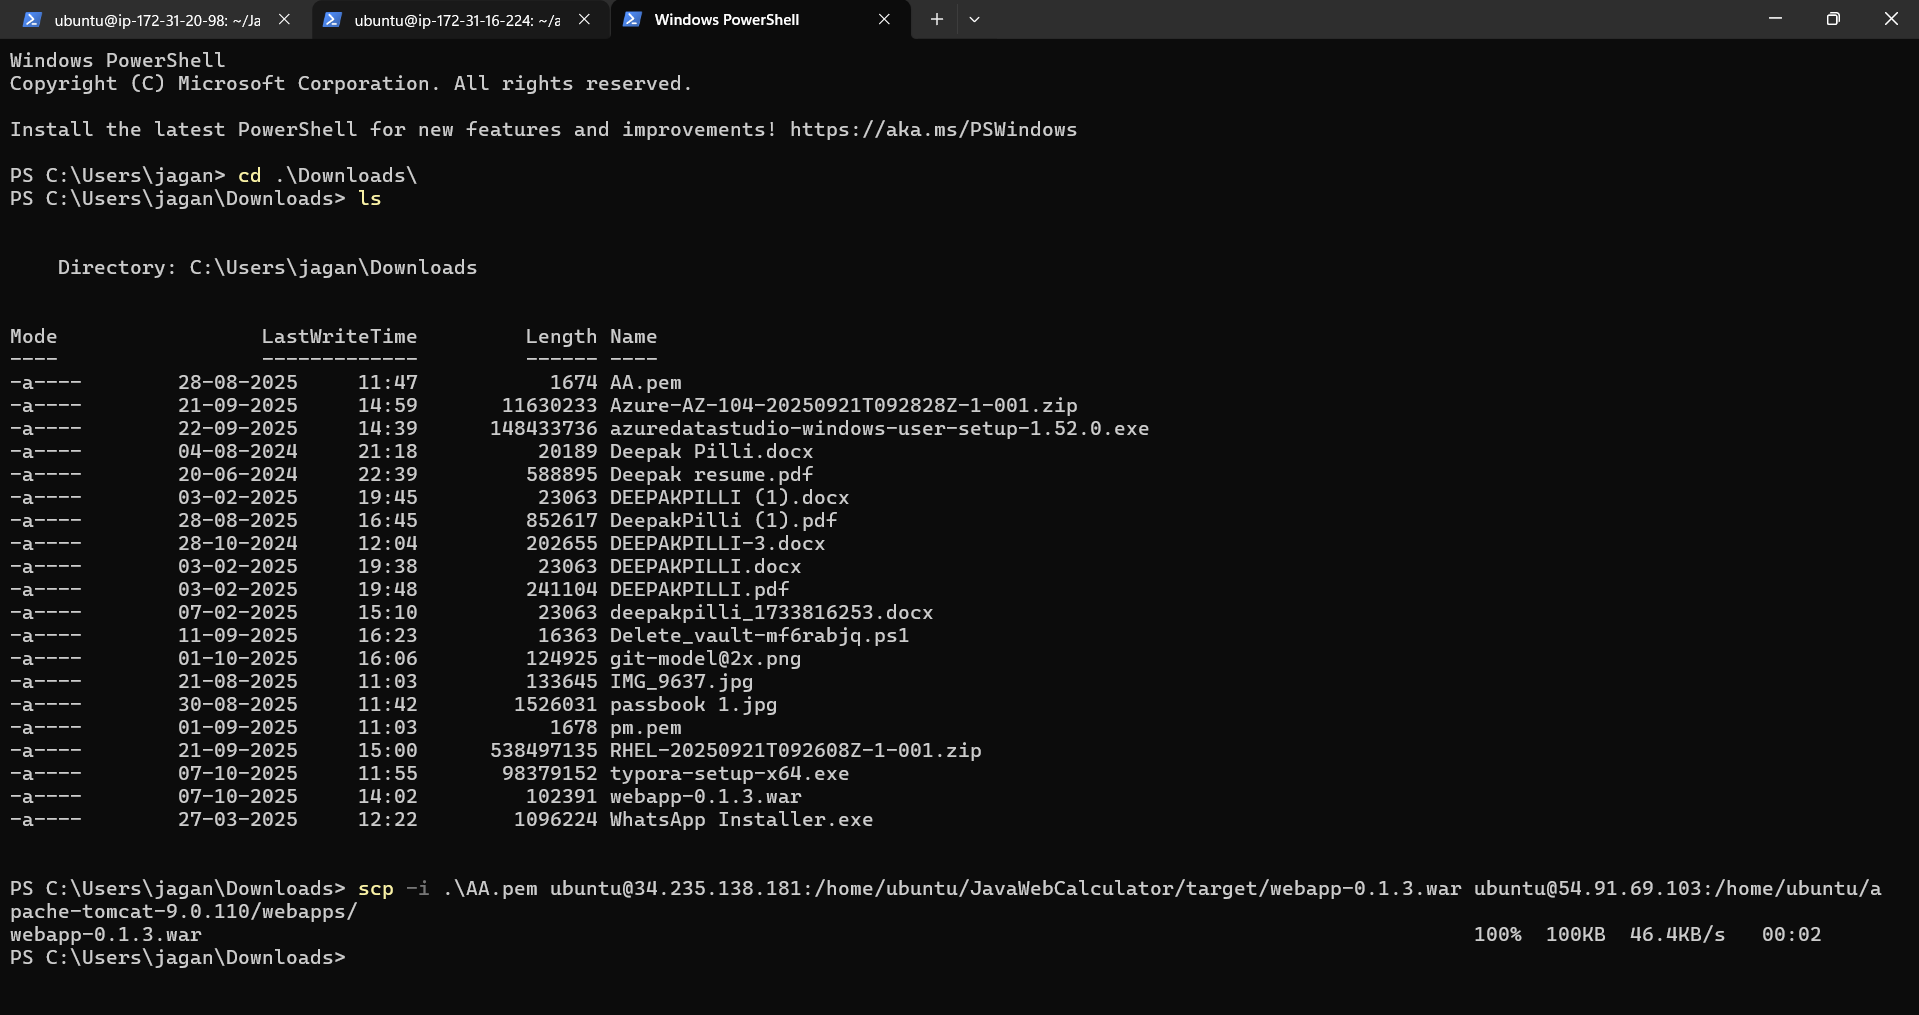 ubuntu@ip-172-31-20-98: ~/Ja
ubuntu@ip-172-31-16-224: ~/a
Windows PowerShell
Windows PowerShell
Copyright (C) Microsoft Corporation. All rights reserved.
Install the latest PowerShell for new features and improvements! https://aka.ms/PSWindows
PS C:\Users\jagan> cd .\Downloads\
PS C:\Users\jagan\Downloads> ls
Directory: C:\Users\jagan\Downloads
Mode                 LastWriteTime         Length Name
----                 -------------         ------ ----
-a----        28-08-2025     11:47           1674 AA.pem
-a----        21-09-2025     14:59       11630233 Azure-AZ-104-20250921T092828Z-1-001.zip
-a----        22-09-2025     14:39      148433736 azuredatastudio-windows-user-setup-1.52.0.exe
-a----        04-08-2024     21:18          20189 Deepak Pilli.docx
-a----        20-06-2024     22:39         588895 Deepak resume.pdf
-a----        03-02-2025     19:45          23063 DEEPAKPILLI (1).docx
-a----        28-08-2025     16:45         852617 DeepakPilli (1).pdf
-a----        28-10-2024     12:04         202655 DEEPAKPILLI-3.docx
-a----        03-02-2025     19:38          23063 DEEPAKPILLI.docx
-a----        03-02-2025     19:48         241104 DEEPAKPILLI.pdf
-a----        07-02-2025     15:10          23063 deepakpilli_1733816253.docx
-a----        11-09-2025     16:23          16363 Delete_vault-mf6rabjq.ps1
-a----        01-10-2025     16:06         124925 git-model@2x.png
-a----        21-08-2025     11:03         133645 IMG_9637.jpg
-a----        30-08-2025     11:42        1526031 passbook 1.jpg
-a----        01-09-2025     11:03           1678 pm.pem
-a----        21-09-2025     15:00      538497135 RHEL-20250921T092608Z-1-001.zip
-a----        07-10-2025     11:55       98379152 typora-setup-x64.exe
-a----        07-10-2025     14:02         102391 webapp-0.1.3.war
-a----        27-03-2025     12:22        1096224 WhatsApp Installer.exe
PS C:\Users\jagan\Downloads> scp -i .\AA.pem ubuntu@34.235.138.181:/home/ubuntu/JavaWebCalculator/target/webapp-0.1.3.war ubuntu@54.91.69.103:/home/ubuntu/a
pache-tomcat-9.0.110/webapps/
webapp-0.1.3.war 100% 100KB 46.4KB/s 00:02
PS C:\Users\jagan\Downloads>